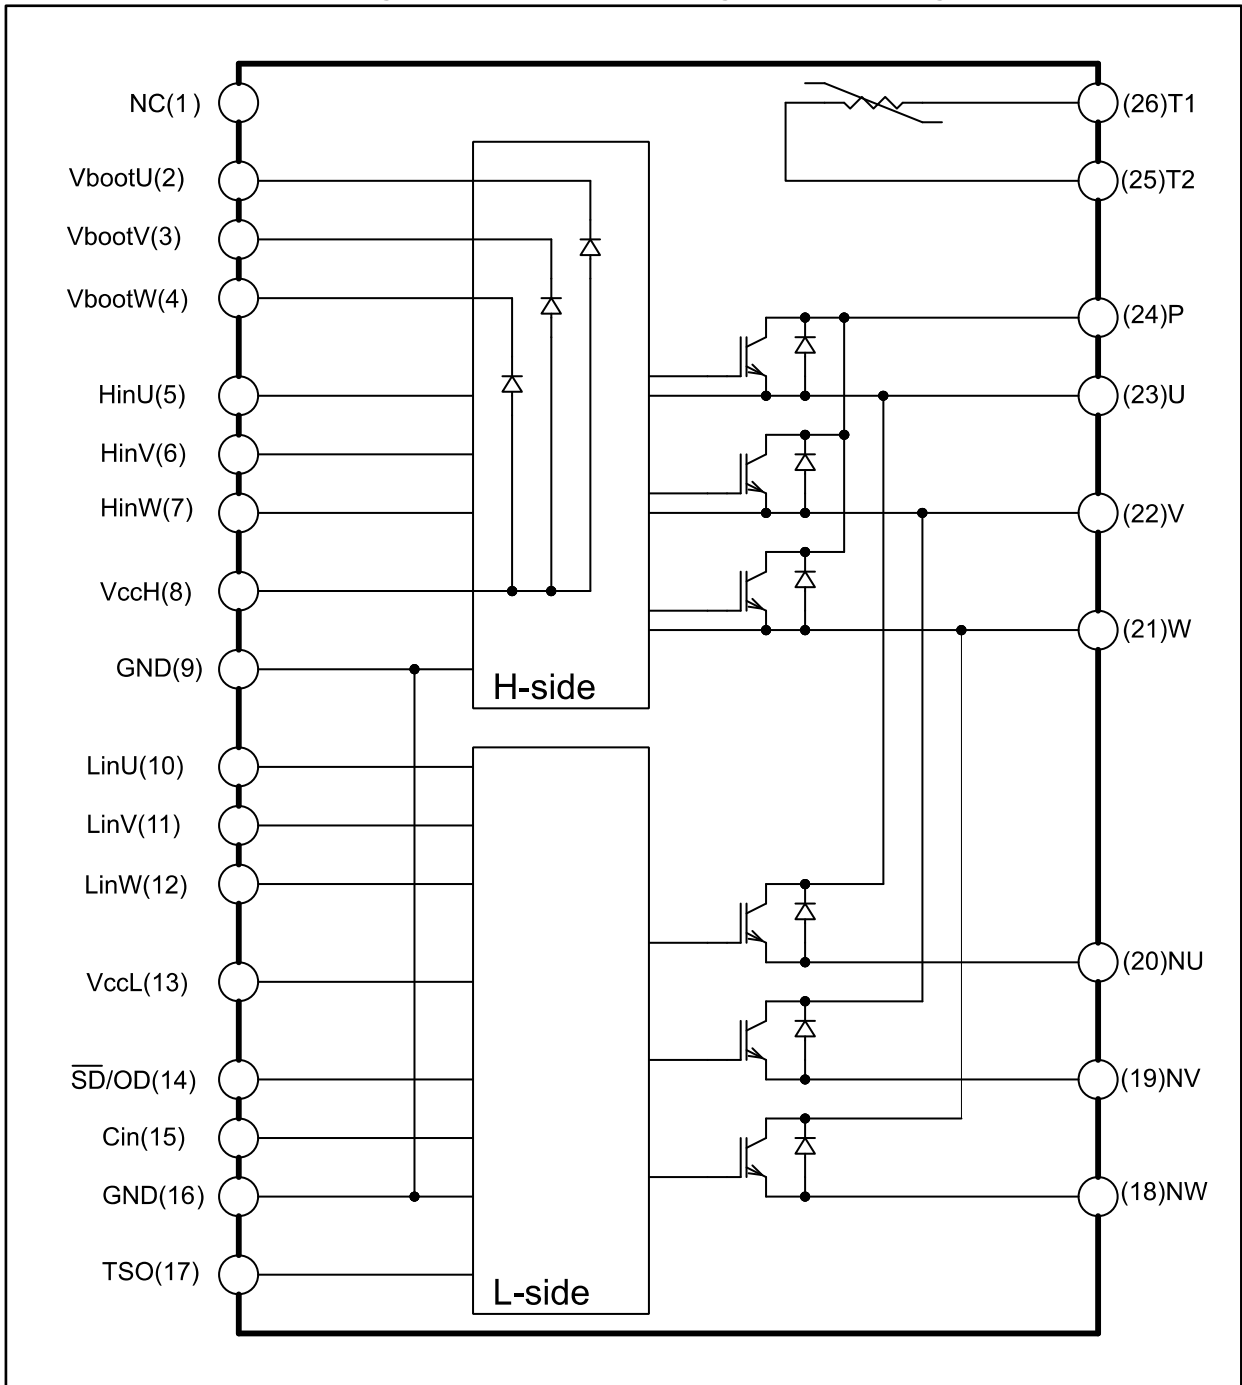 NC(1)
VbootU(2)
VbootV(3)
VbootW(4)
HinU(5)
HinV(6)
HinW(7)
VccH(8)
GND(9)
LinU(10)
LinV(11)
LinW(12)
VccL(13)
S̅D̅/OD(14)
Cin(15)
GND(16)
TSO(17)
H-side
L-side
(26)T1
(25)T2
(24)P
(23)U
(22)V
(21)W
(20)NU
(19)NV
(18)NW